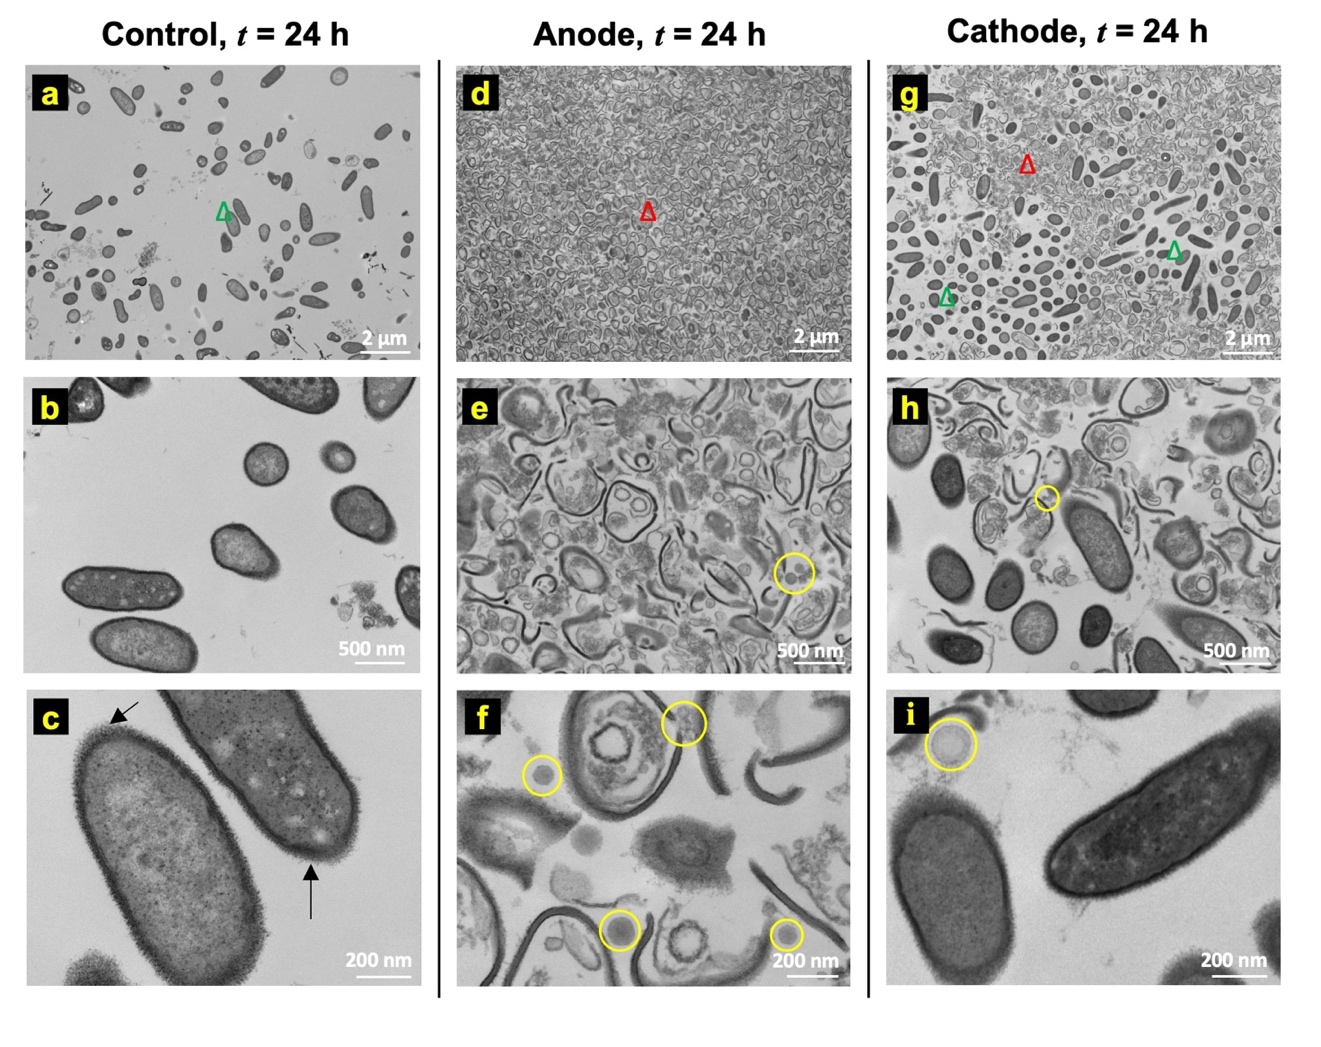 Control, t = 24 h
Anode, t = 24 h
Cathode, t = 24 h
a
2 µm
d
2 µm
g
2 µm
b
500 nm
e
500 nm
h
500 nm
c
200 nm
f
200 nm
i
200 nm